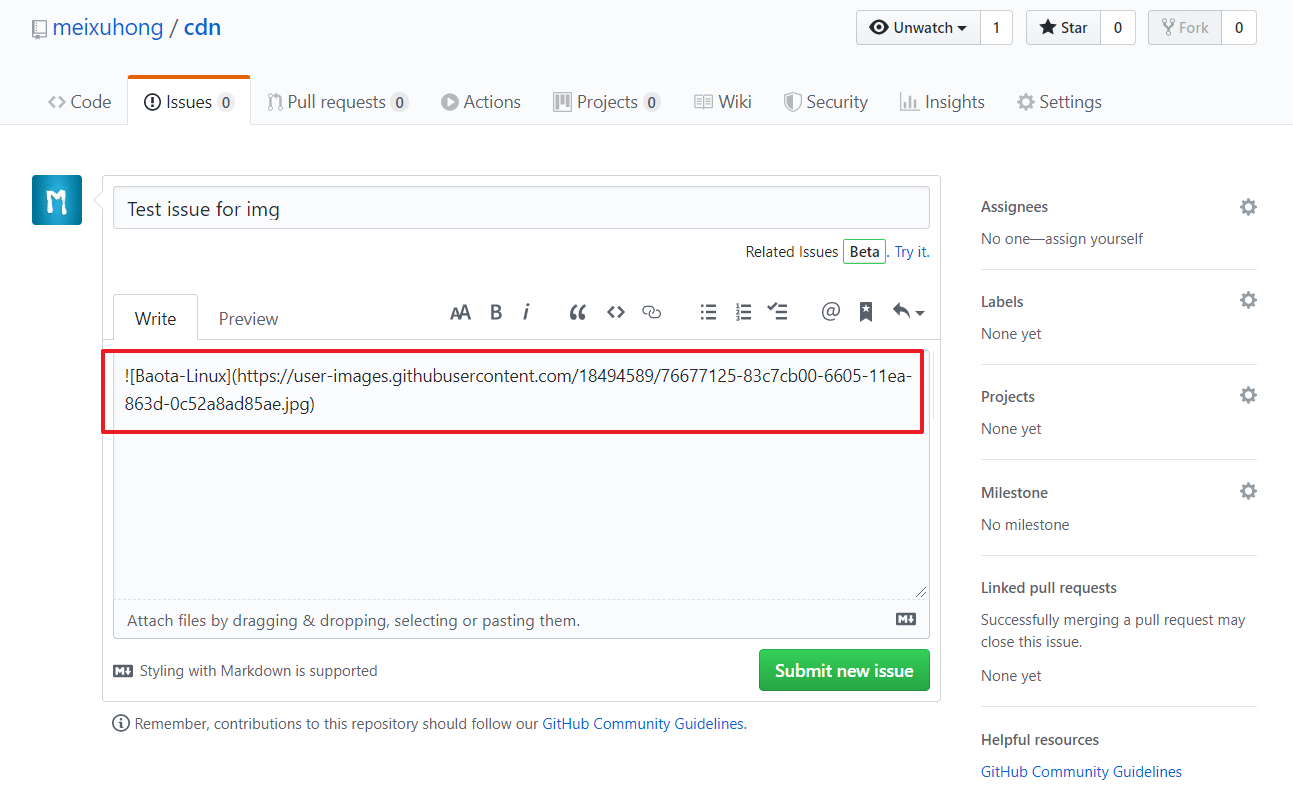 meixuhong / cdn
Unwatch 1 Star 0 Fork 0
Code Issues 0 Pull requests 0 Actions Projects 0 Wiki Security Insights Settings
M
Test issue for img
Related Issues Beta. Try it.
Write Preview
![Baota-Linux](https://user-images.githubusercontent.com/18494589/76677125-83c7cb00-6605-11ea-
863d-0c52a8ad85ae.jpg)
Attach files by dragging & dropping, selecting or pasting them.
Styling with Markdown is supported
Submit new issue
Remember, contributions to this repository should follow our GitHub Community Guidelines.
Assignees
No one—assign yourself
Labels
None yet
Projects
None yet
Milestone
No milestone
Linked pull requests
Successfully merging a pull request may
close this issue.
None yet
Helpful resources
GitHub Community Guidelines